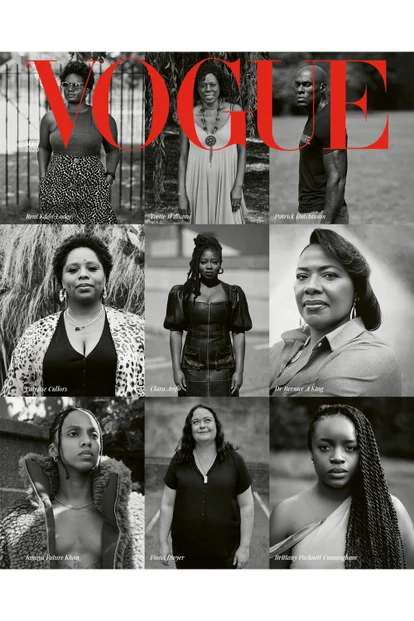 VOGUE
Reni Eddo-Lodge
Yvette Williams
Patrick Hutchinson
Patrisse Cullors
Clara Amfo
Dr Bernice A King
Janaya Future Khan
Fiona Dwyer
Brittany Packnett Cunningham